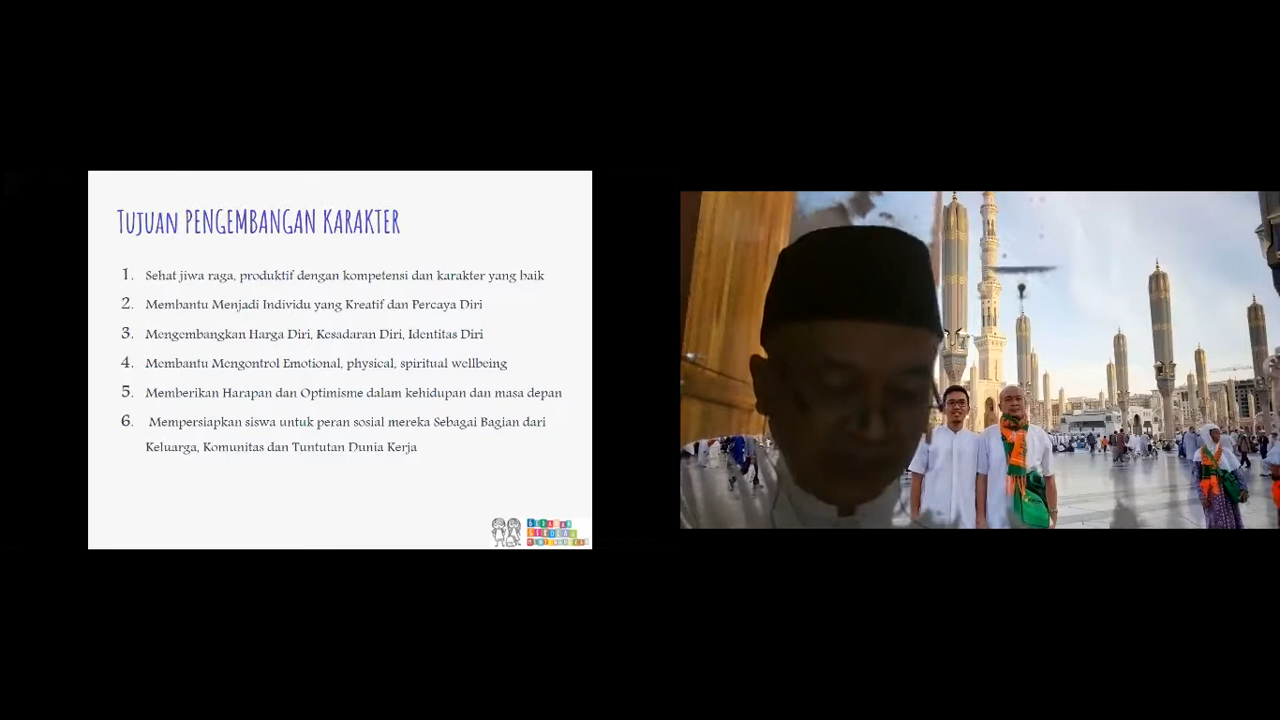 Tujuan PENGEMBANGAN KARAKTER
1. Sehat jiwa raga, produktif dengan kompetensi dan karakter yang baik
2. Membantu Menjadi Individu yang Kreatif dan Percaya Diri
3. Mengembangkan Harga Diri, Kesadaran Diri, Identitas Diri
4. Membantu Mengontrol Emotional, physical, spiritual wellbeing
5. Memberikan Harapan dan Optimisme dalam kehidupan dan masa depan
6. Mempersiapkan siswa untuk peran sosial mereka Sebagai Bagian dari
Keluarga, Komunitas dan Tuntutan Dunia Kerja